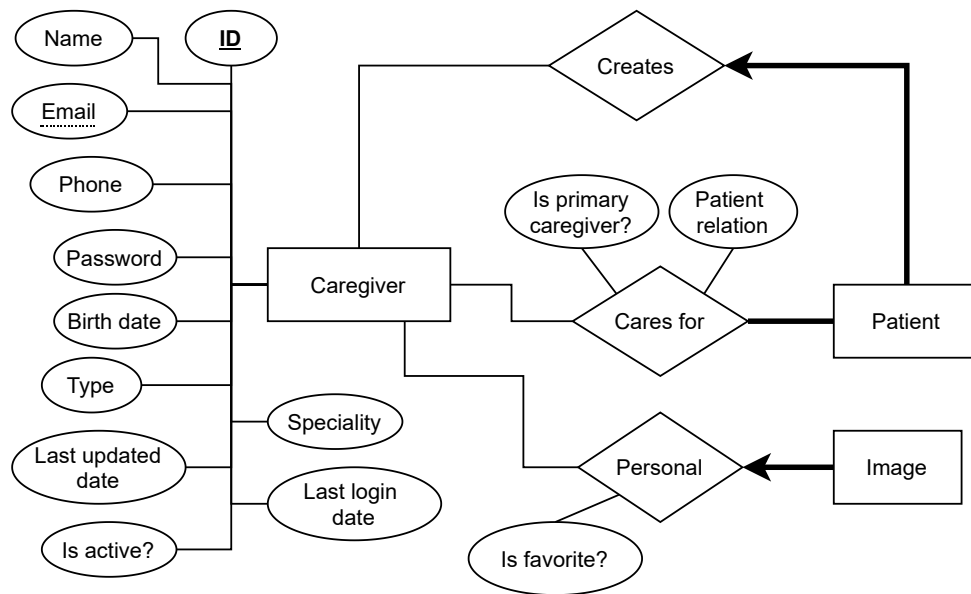 Name
ID
Creates
Email
Phone
Is primary
caregiver?
Patient
relation
Password
Caregiver
Birth date
Cares for
Patient
Type
Speciality
Last updated
date
Personal
Image
Last login
date
Is active?
Is favorite?